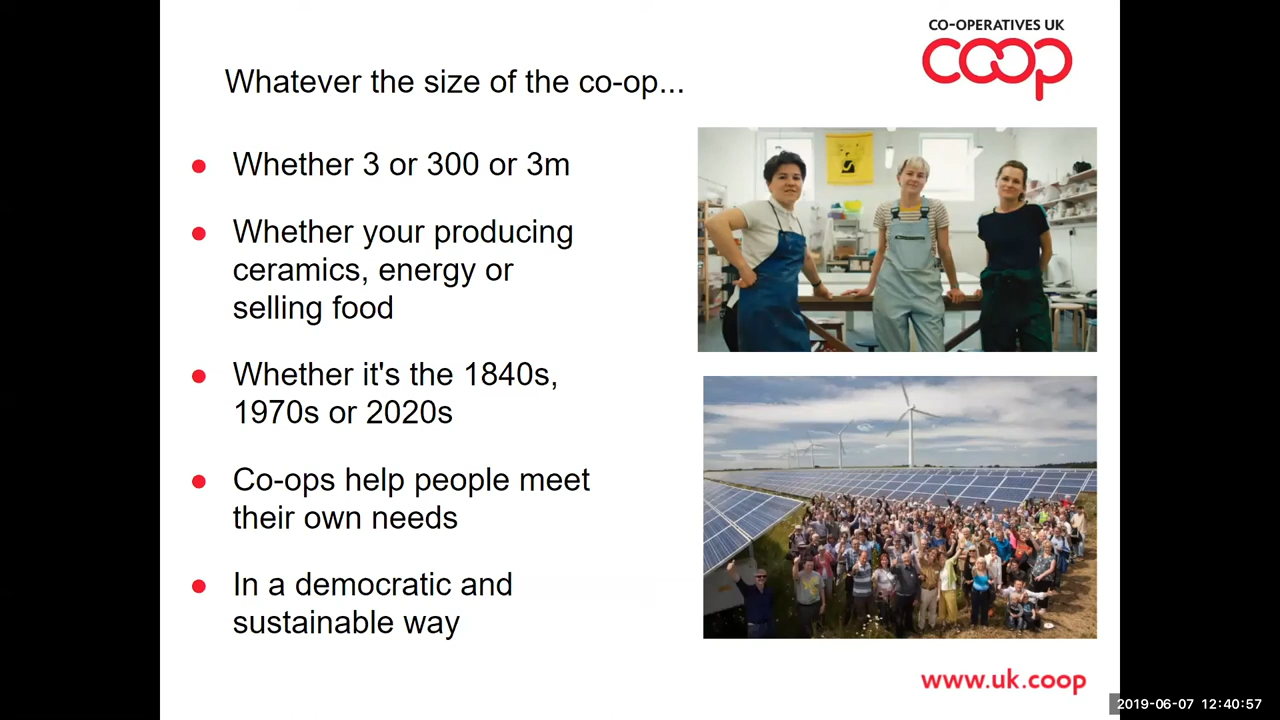 CO-OPERATIVES UK
coop
Whatever the size of the co-op...
Whether 3 or 300 or 3m
Whether your producing
ceramics, energy or
selling food
Whether it's the 1840s,
1970s or 2020s
Co-ops help people meet
their own needs
In a democratic and
sustainable way
www.uk.coop
2019-06-07 12:40:57